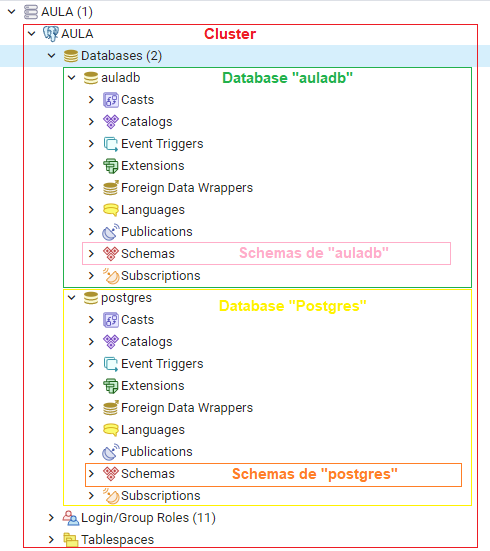 AULA (1)
AULA Cluster
Databases (2)
auladb Database "auladb"
Casts
Catalogs
Event Triggers
Extensions
Foreign Data Wrappers
Languages
Publications
Schemas Schemas de "auladb"
Subscriptions
postgres Database "Postgres"
Casts
Catalogs
Event Triggers
Extensions
Foreign Data Wrappers
Languages
Publications
Schemas Schemas de "postgres"
Subscriptions
Login/Group Roles (11)
Tablespaces